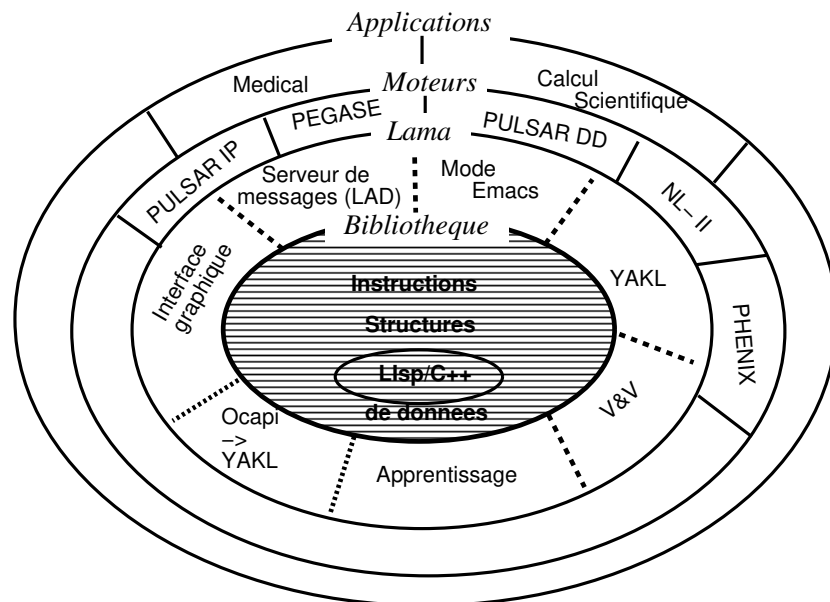 Applications
Medical
Calcul
Scientifique
Moteurs
PULSAR IP
PEGASE
PULSAR DD
NL– II
PHENIX
Lama
Serveur de
messages (LAD)
Mode
Emacs
Interface
graphique
YAKL
V&V
Apprentissage
Ocapi
–>
YAKL
Bibliotheque
Instructions
Structures
LIsp/C++
de donnees